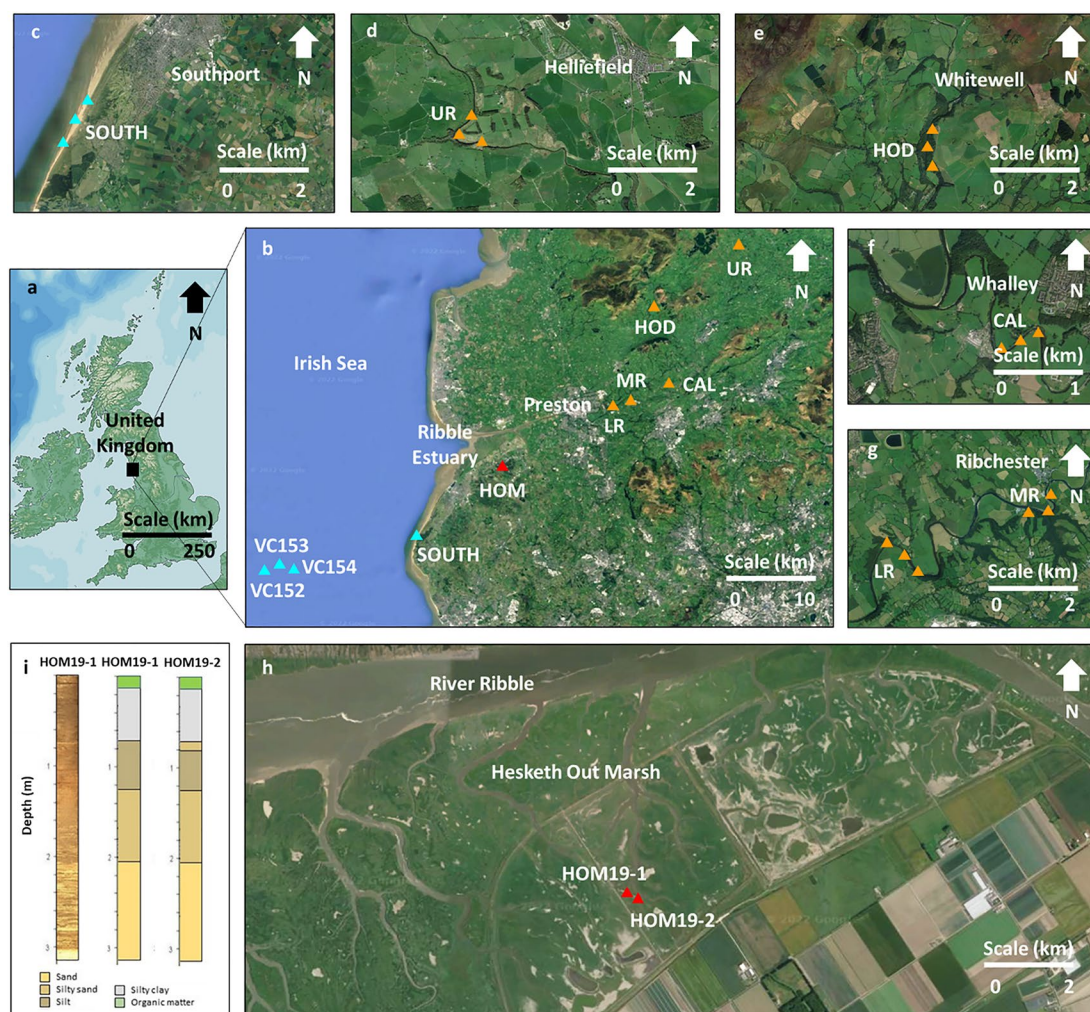 c
Southport
N
SOUTH
Scale (km)
0 2
d
Helliefield
N
UR
Scale (km)
0 2
e
Whitewell
N
HOD
Scale (km)
0 2
a
N
United
Kingdom
Scale (km)
0 250
b
UR
N
HOD
Irish Sea
MR
CAL
Preston
LR
Ribble
Estuary
HOM
SOUTH
VC153
VC154
VC152
Scale (km)
0 10
f
Whalley
N
CAL
Scale (km)
0 1
g
Ribchester
MR
N
LR
Scale (km)
0 2
i
HOM19-1 HOM19-1 HOM19-2
Depth (m)
1
2
3
Sand
Silty sand
Silt
Silty clay
Organic matter
h
River Ribble
N
Hesketh Out Marsh
HOM19-1
HOM19-2
Scale (km)
0 2